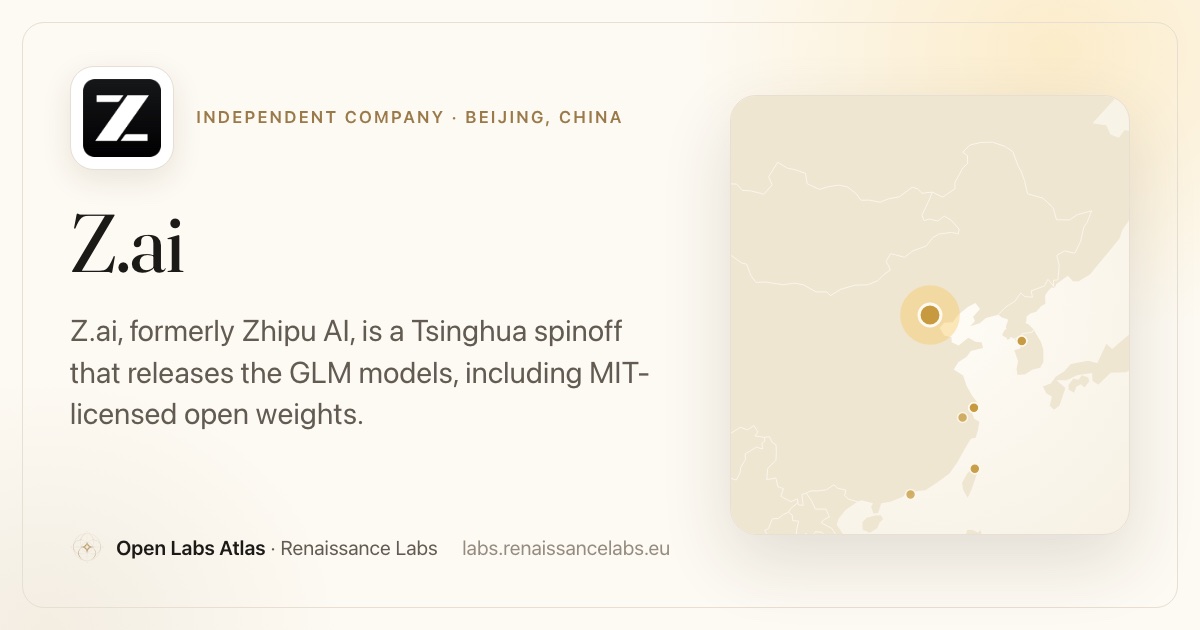 Z
INDEPENDENT COMPANY · BEIJING, CHINA
Z.ai
Z.ai, formerly Zhipu AI, is a Tsinghua spinoff
that releases the GLM models, including MIT-
licensed open weights.
Open Labs Atlas · Renaissance Labs labs.renaissancelabs.eu